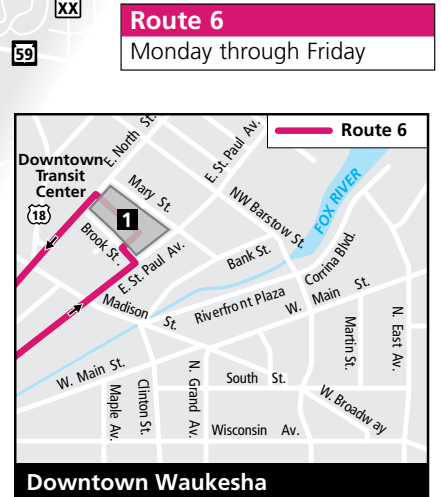 XX
59
Route 6
Monday through Friday
Route 6
E. North St.
E. St. Paul Av.
Downtown
Transit
Center
18
Mary St.
1
NW Barstow St.
FOX RIVER
Brook St.
E. St. Paul Av.
Bank St.
Corrina Blvd.
Madison St.
Riverfront Plaza
W. Main St.
N. East Av.
Martin St.
W. Main St.
Maple Av.
Clinton St.
N. Grand Av.
South St.
W. Broadway
Wisconsin Av.
Downtown Waukesha